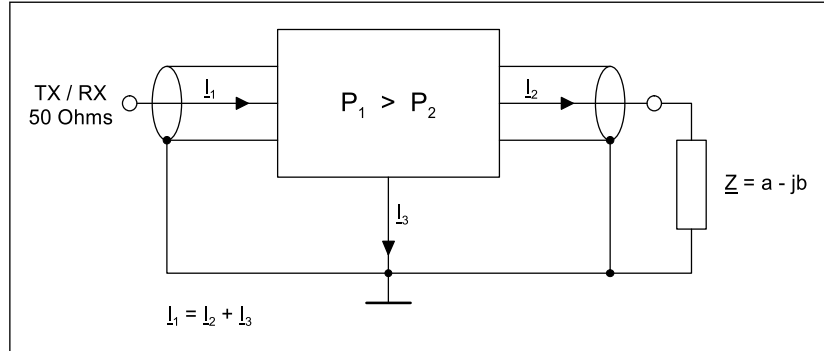 TX / RX
50 Ohms
I₁
P₁ > P₂
I₂
Z = a - jb
I₃
I₁ = I₂ + I₃